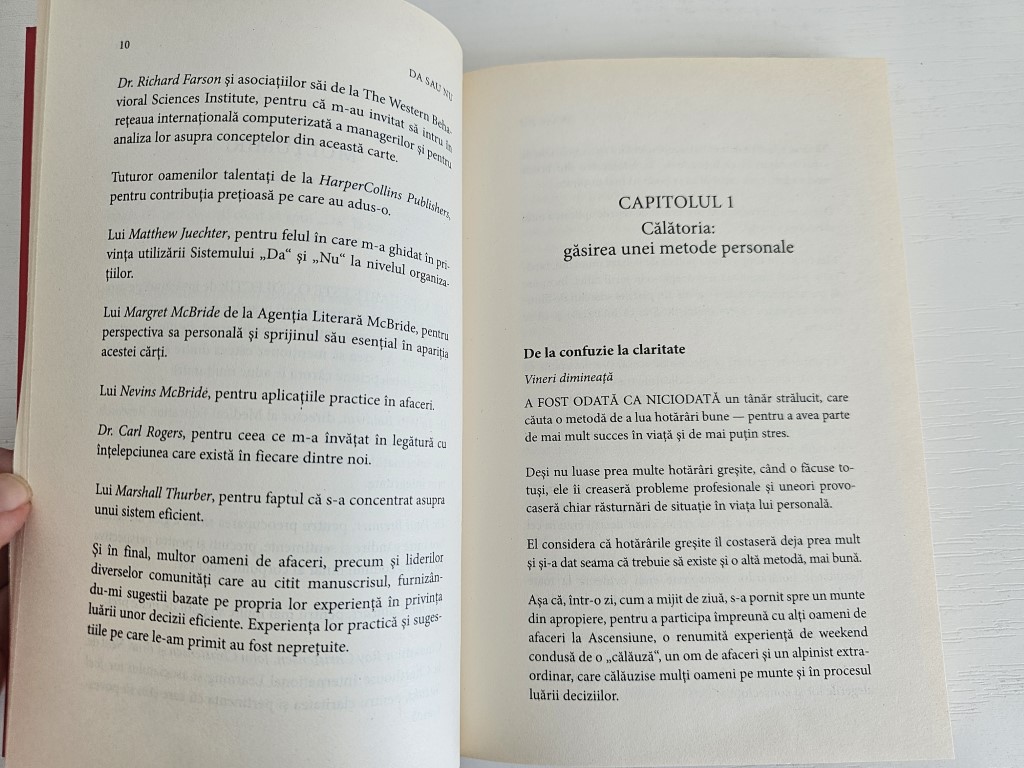 10
DA SAU NU
Dr. Richard Farson și asociaților săi de la The Western Beha-
vioral Sciences Institute, pentru că m-au invitat să intru în
rețeaua internațională computerizată a managerilor și pentru
analiza lor asupra conceptelor din această carte.
Tuturor oamenilor talentați de la HarperCollins Publishers,
pentru contribuția prețioasă pe care au adus-o.
Lui Matthew Juechter, pentru felul în care m-a ghidat în pri-
vința utilizării Sistemului „Da“ și „Nu“ la nivelul organiza-
țiilor.
Lui Margret McBride de la Agenția Literară McBride, pentru
perspectiva sa personală și sprijinul său esențial în apariția
acestei cărți.
Lui Nevins McBride, pentru aplicațiile practice în afaceri.
Dr. Carl Rogers, pentru ceea ce m-a învățat în legătură cu
înțelepciunea care există în fiecare dintre noi.
Lui Marshall Thurber, pentru faptul că s-a concentrat asupra
unui sistem eficient.
Și în final, multor oameni de afaceri, precum și liderilor
diverselor comunități care au citit manuscrisul, furnizân-
du-mi sugestii bazate pe propria lor experiență în privința
luării unor decizii eficiente. Experiența lor practică și suges-
tiile pe care le-am primit au fost neprețuite.
CAPITOLUL 1
Călătoria:
găsirea unei metode personale
De la confuzie la claritate
Vineri dimineață
A FOST ODATĂ CA NICIODATĂ un tânăr strălucit, care
căuta o metodă de a lua hotărâri bune — pentru a avea parte
de mai mult succes în viață și de mai puțin stres.
Deși nu luase prea multe hotărâri greșite, când o făcuse to-
tuși, ele îi creaseră probleme profesionale și uneori provo-
caseră chiar răsturnări de situație în viața lui personală.
El considera că hotărârile greșite îl costaseră deja prea mult
și și-a dat seama că trebuie să existe și o altă metodă, mai bună.
Așa că, într-o zi, cum a mijit de ziuă, s-a pornit spre un munte
din apropiere, pentru a participa împreună cu alți oameni de
afaceri la Ascensiune, o renumită experiență de weekend
condusă de o „călăuză“, un om de afaceri și un alpinist extra-
ordinar, care călăuzise mulți oameni pe munte și în procesul
luării deciziilor.